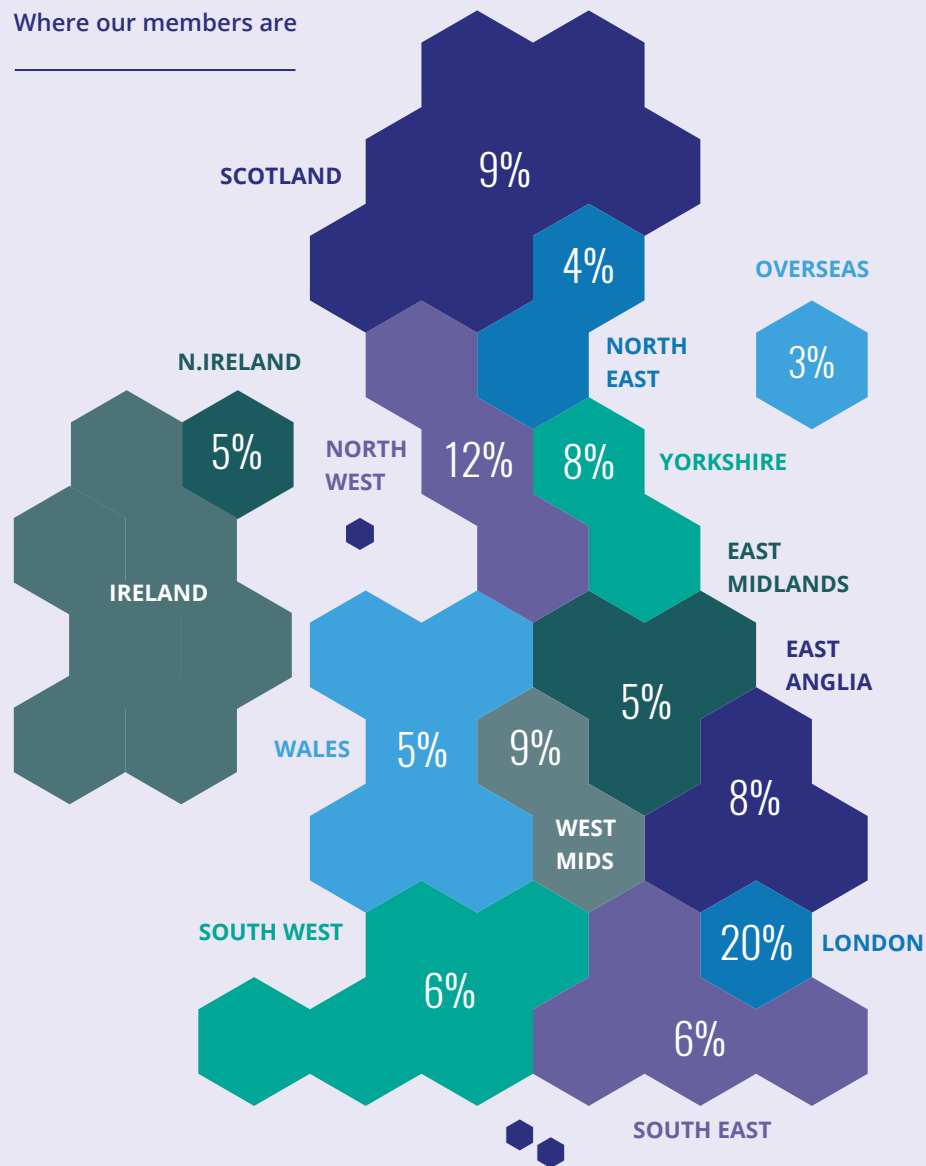 Where our members are
SCOTLAND
9%
4%
OVERSEAS
3%
NORTH
EAST
N.IRELAND
5%
NORTH
WEST
12%
8%
YORKSHIRE
IRELAND
EAST
MIDLANDS
EAST
ANGLIA
5%
WALES
5%
9%
8%
WEST
MIDS
SOUTH WEST
20%
LONDON
6%
6%
SOUTH EAST